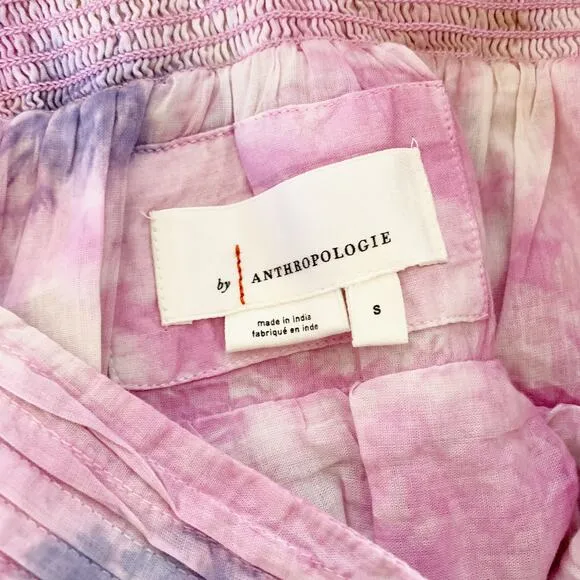 by ANTHROPOLOGIE
made in India
fabriqué en inde
S